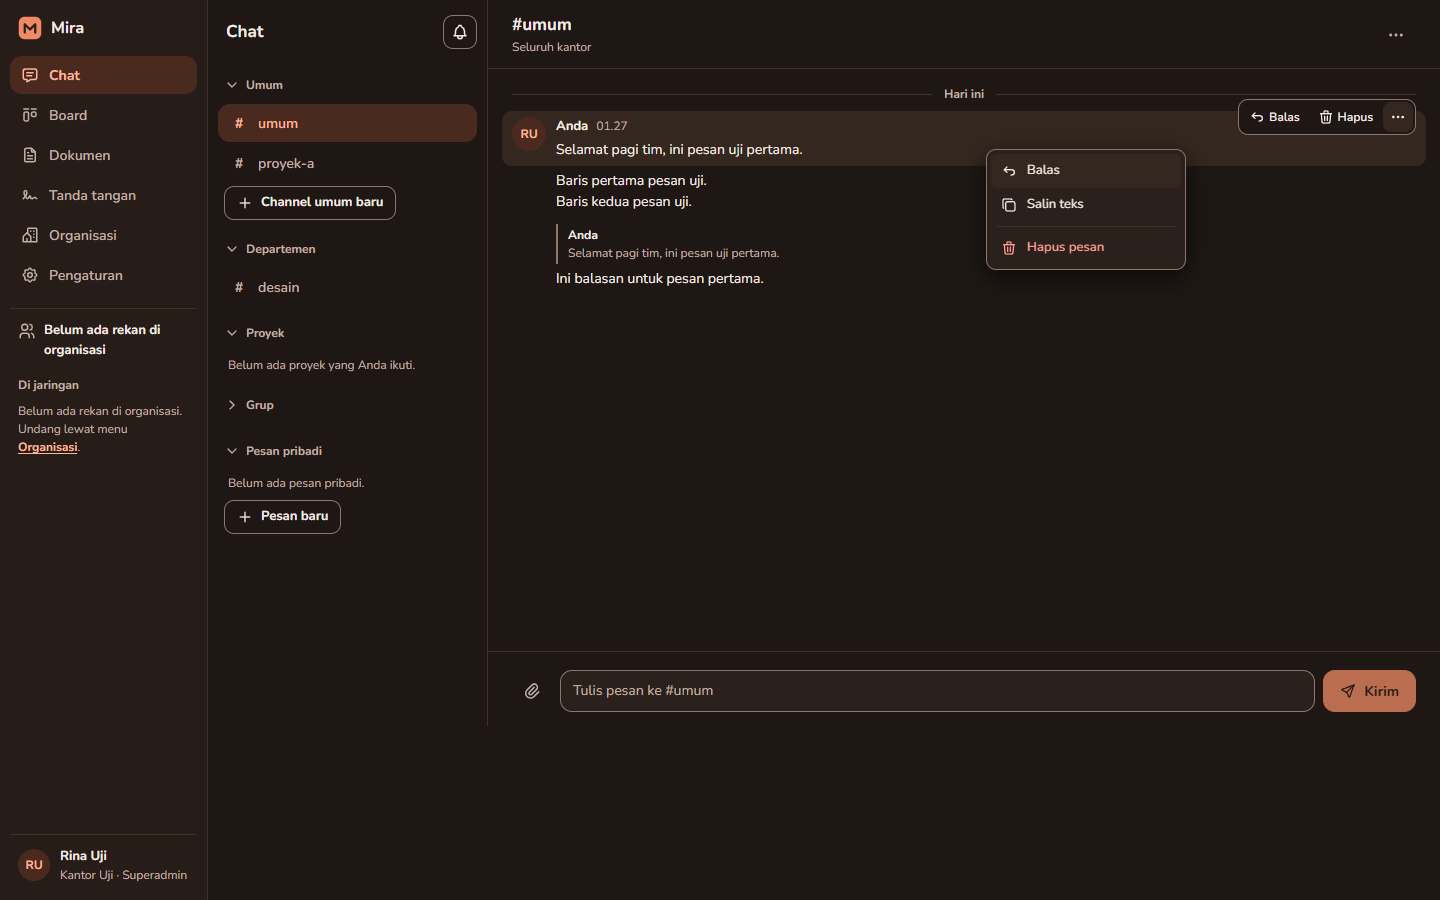 Mira
Chat
Board
Dokumen
Tanda tangan
Organisasi
Pengaturan
Belum ada rekan di
organisasi
Di jaringan
Belum ada rekan di organisasi.
Undang lewat menu
Organisasi.
RU
Rina Uji
Kantor Uji · Superadmin
Chat
Umum
# umum
# proyek-a
+ Channel umum baru
Departemen
# desain
Proyek
Belum ada proyek yang Anda ikuti.
Grup
Pesan pribadi
Belum ada pesan pribadi.
+ Pesan baru
#umum
Seluruh kantor
Hari ini
Balas Hapus
RU
Anda 01.27
Selamat pagi tim, ini pesan uji pertama.
Baris pertama pesan uji.
Baris kedua pesan uji.
Anda
Selamat pagi tim, ini pesan uji pertama.
Ini balasan untuk pesan pertama.
Balas
Salin teks
Hapus pesan
Tulis pesan ke #umum
Kirim